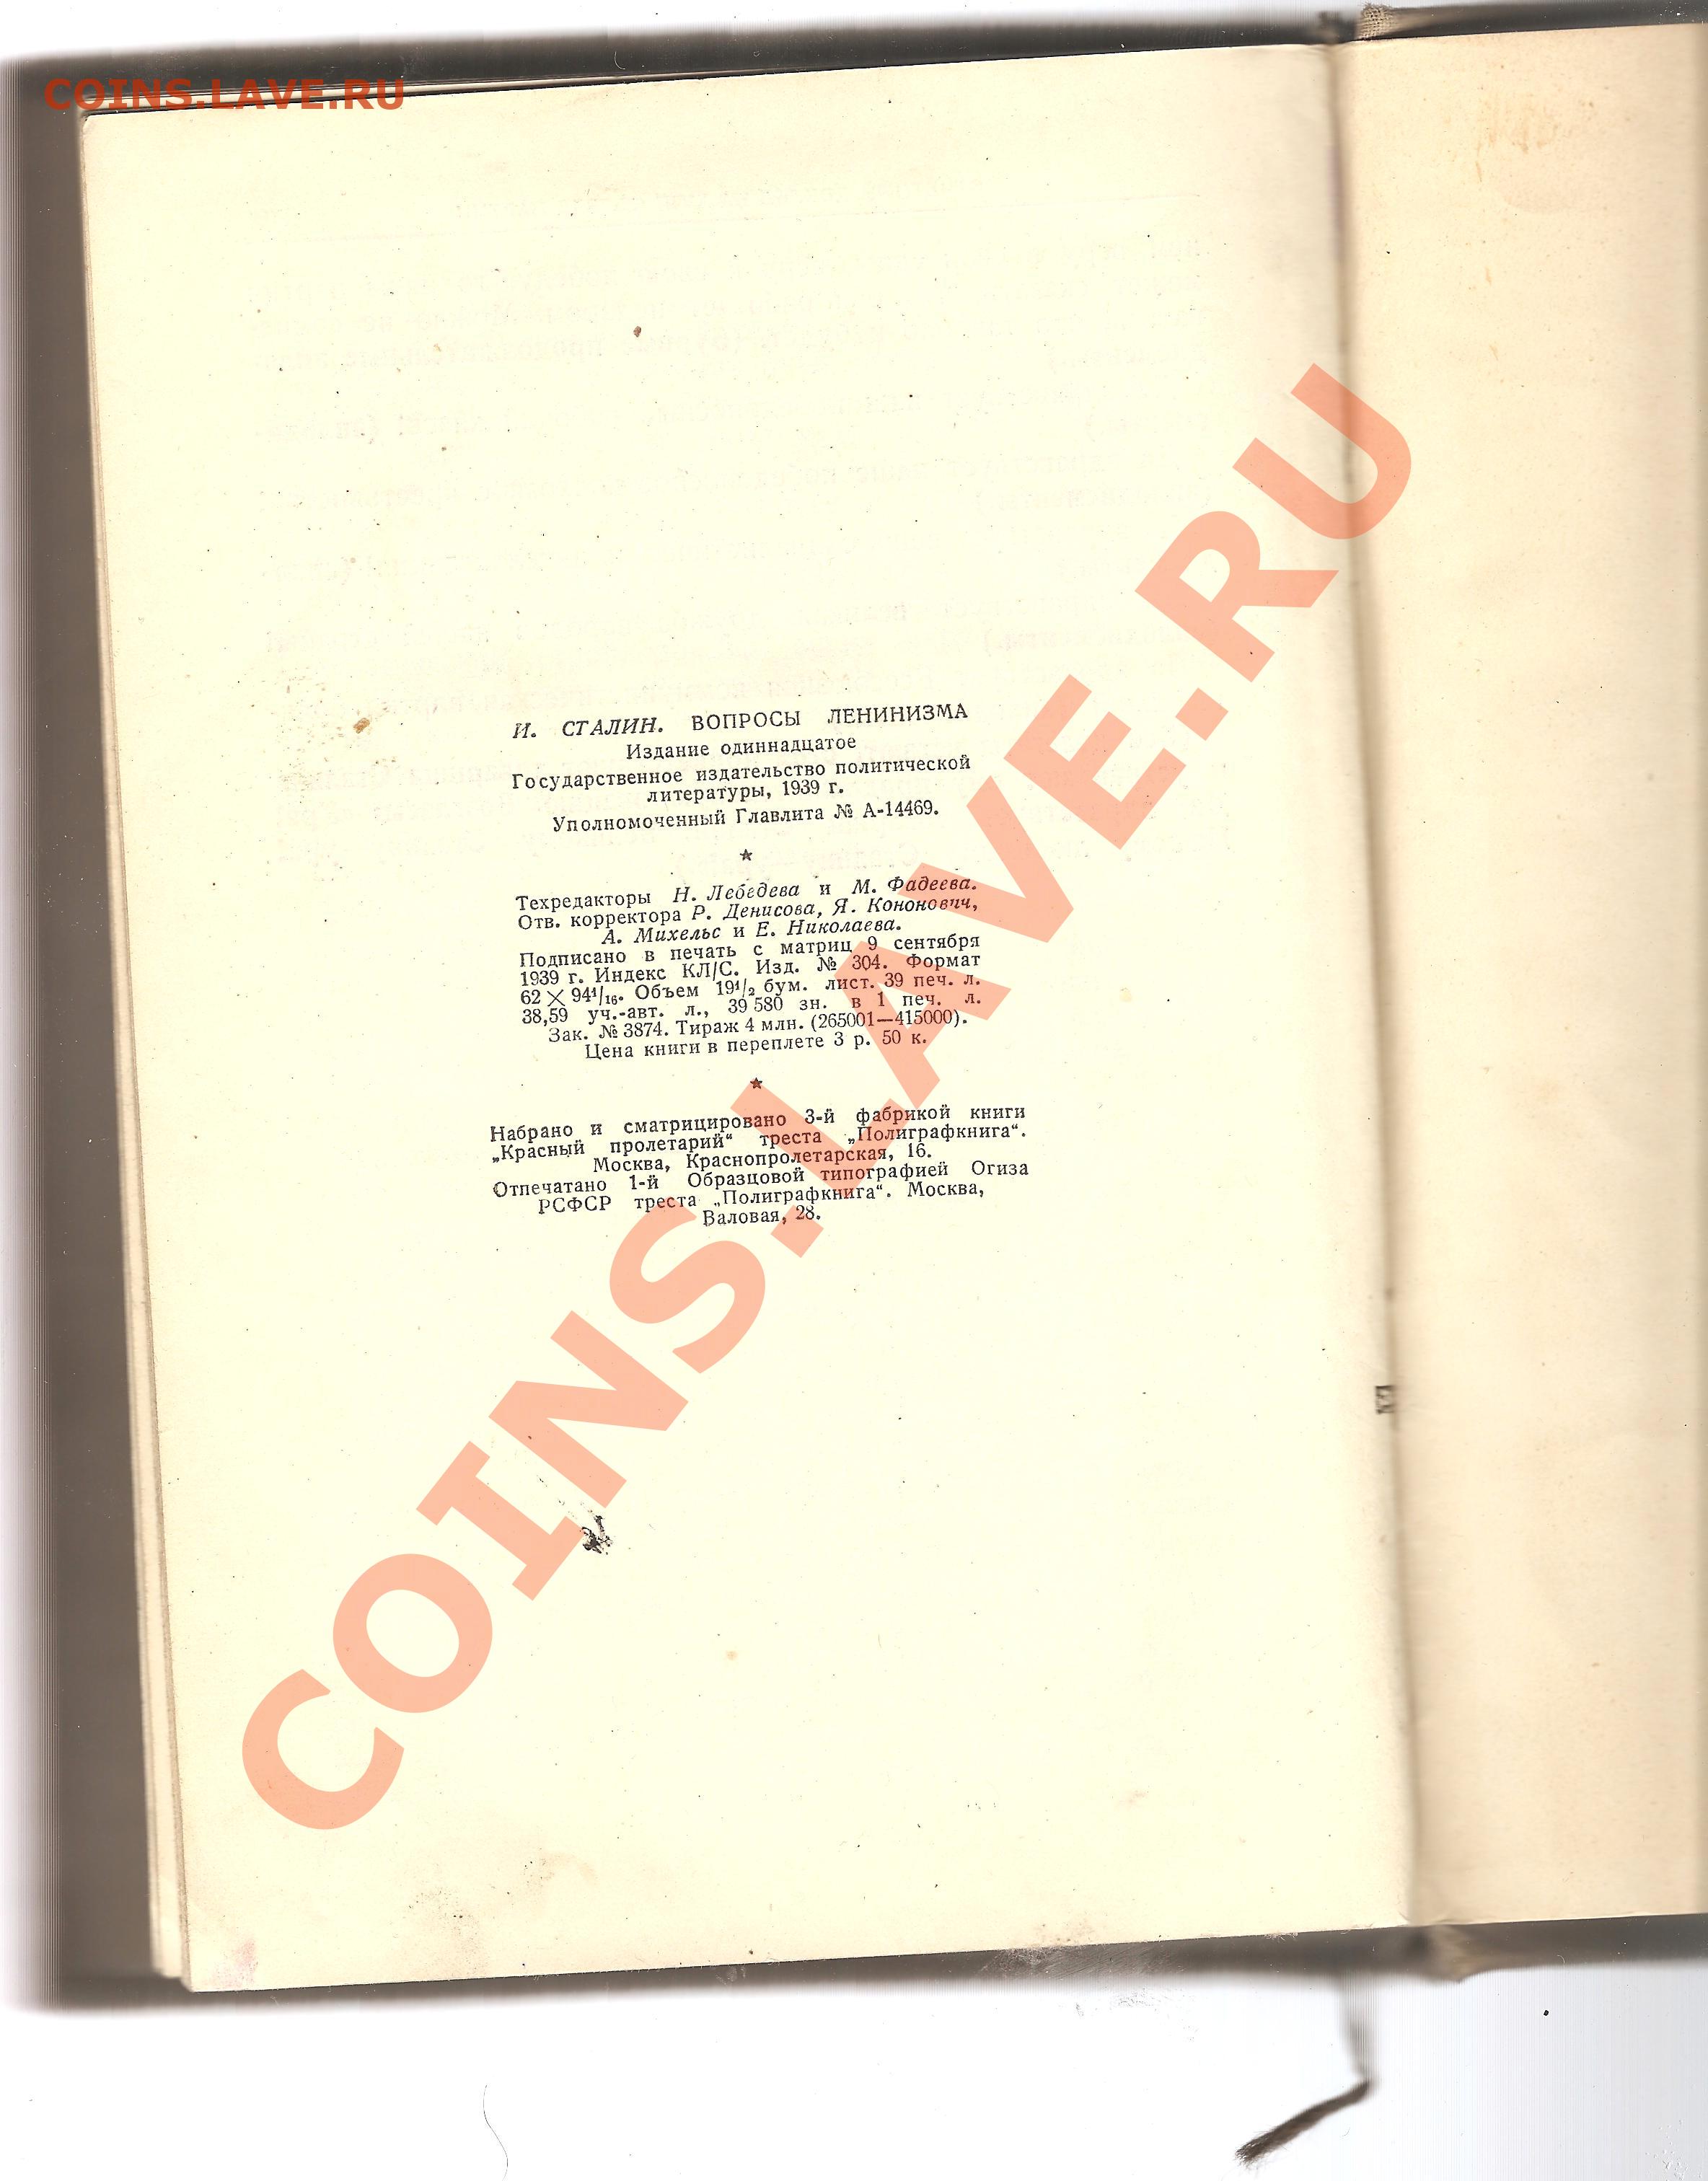 COINS.LAVE.RU
И. СТАЛИН. ВОПРОСЫ ЛЕНИНИЗМА
Издание одиннадцатое
Государственное издательство политической
литературы, 1939 г.
Уполномоченный Главлита № А-14469.
★
Техредакторы Н. Лебедева и М. Фадеева.
Отв. корректора Р. Денисова, Я. Кононович,
А. Михельс и Е. Николаева.
Подписано в печать с матриц 9 сентября
1939 г. Индекс КЛ/С. Изд. № 304. Формат
62 × 94¹/₁₆. Объем 19¹/₂ бум. лист. 39 печ. л.
38,59 уч.-авт. л., 39 580 зн. в 1 печ. л.
Зак. № 3874. Тираж 4 млн. (265001—415000).
Цена книги в переплете 3 р. 50 к.
★
Набрано и сматрицировано 3-й фабрикой книги
„Красный пролетарий“ треста „Полиграфкнига“.
Москва, Краснопролетарская, 16.
Отпечатано 1-й Образцовой типографией Огиза
РСФСР треста „Полиграфкнига“. Москва,
Валовая, 28.
COINS.LAVE.RU